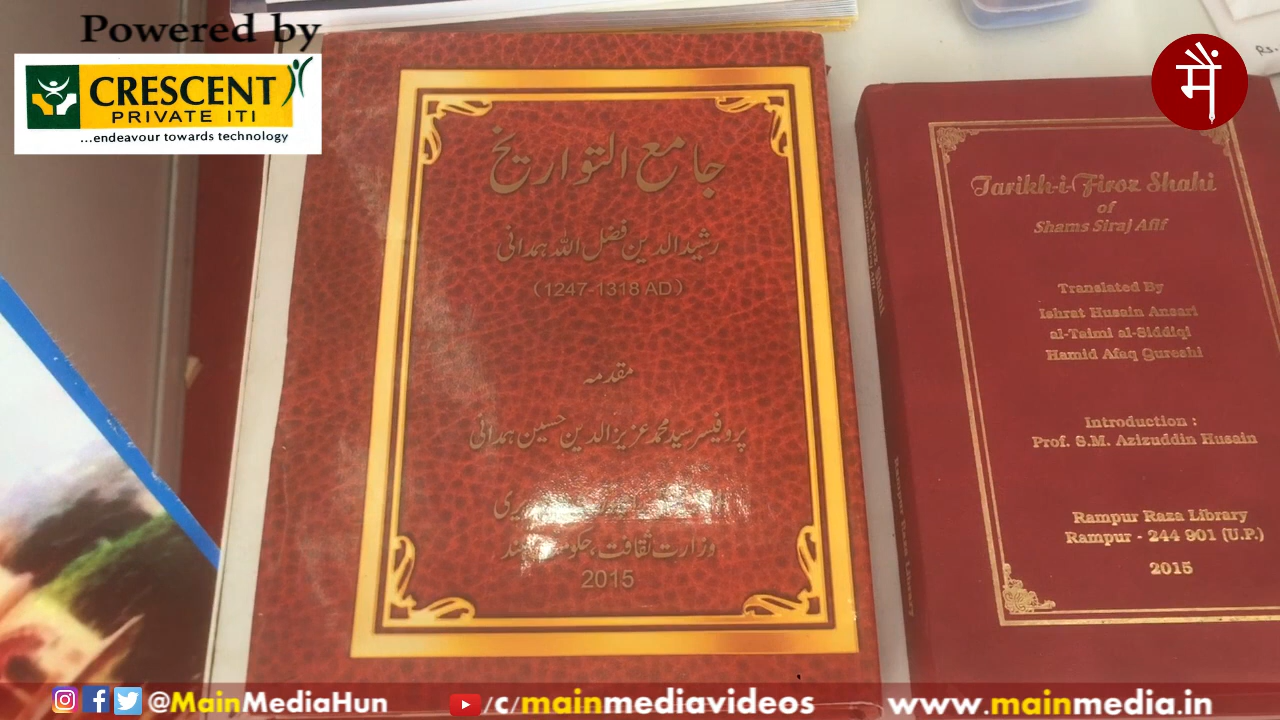 Powered by
CRESCENT
PRIVATE ITI
...endeavour towards technology
में
Rs.
جامع التواریخ
رشید الدین فضل اللہ ہمدانی
(1247-1318 AD)
مقدمہ
پروفیسر سید محمد عزیز الدین حسین ہمدانی
وزارت ثقافت، حکومت ہند
2015
Tarikh-i-Firoz Shahi
of
Shams Siraj Afif
Translated By
Ishrat Husain Ansari
al-Taimi al-Siddiqi
Hamid Afaq Qureshi
Introduction :
Prof. S.M. Azizuddin Husain
Rampur Raza Library
Rampur - 244 901 (U.P.)
2015
@MainMediaHun
/c/mainmediavideos
www.mainmedia.in